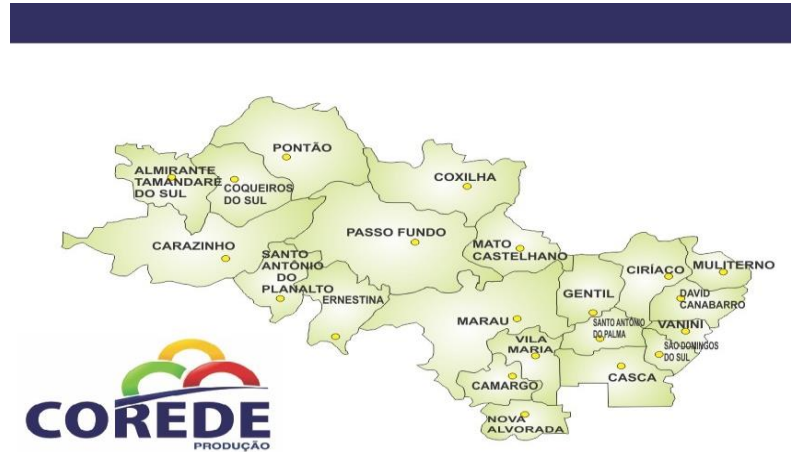 PONTÃO
ALMIRANTE
TAMANDARÉ
DO SUL
COQUEIROS
DO SUL
COXILHA
CARAZINHO
PASSO FUNDO
MATO
CASTELHANO
SANTO
ANTÔNIO
DO
PLANALTO
ERNESTINA
CIRÍACO
MULITERNO
GENTIL
DAVID
CANABARRO
MARAU
SANTO ANTÔNIO
DO PALMA
VANINI
VILA
MARIA
SÃO DOMINGOS
DO SUL
CAMARGO
CASCA
NOVA
ALVORADA
COREDE
PRODUÇÃO